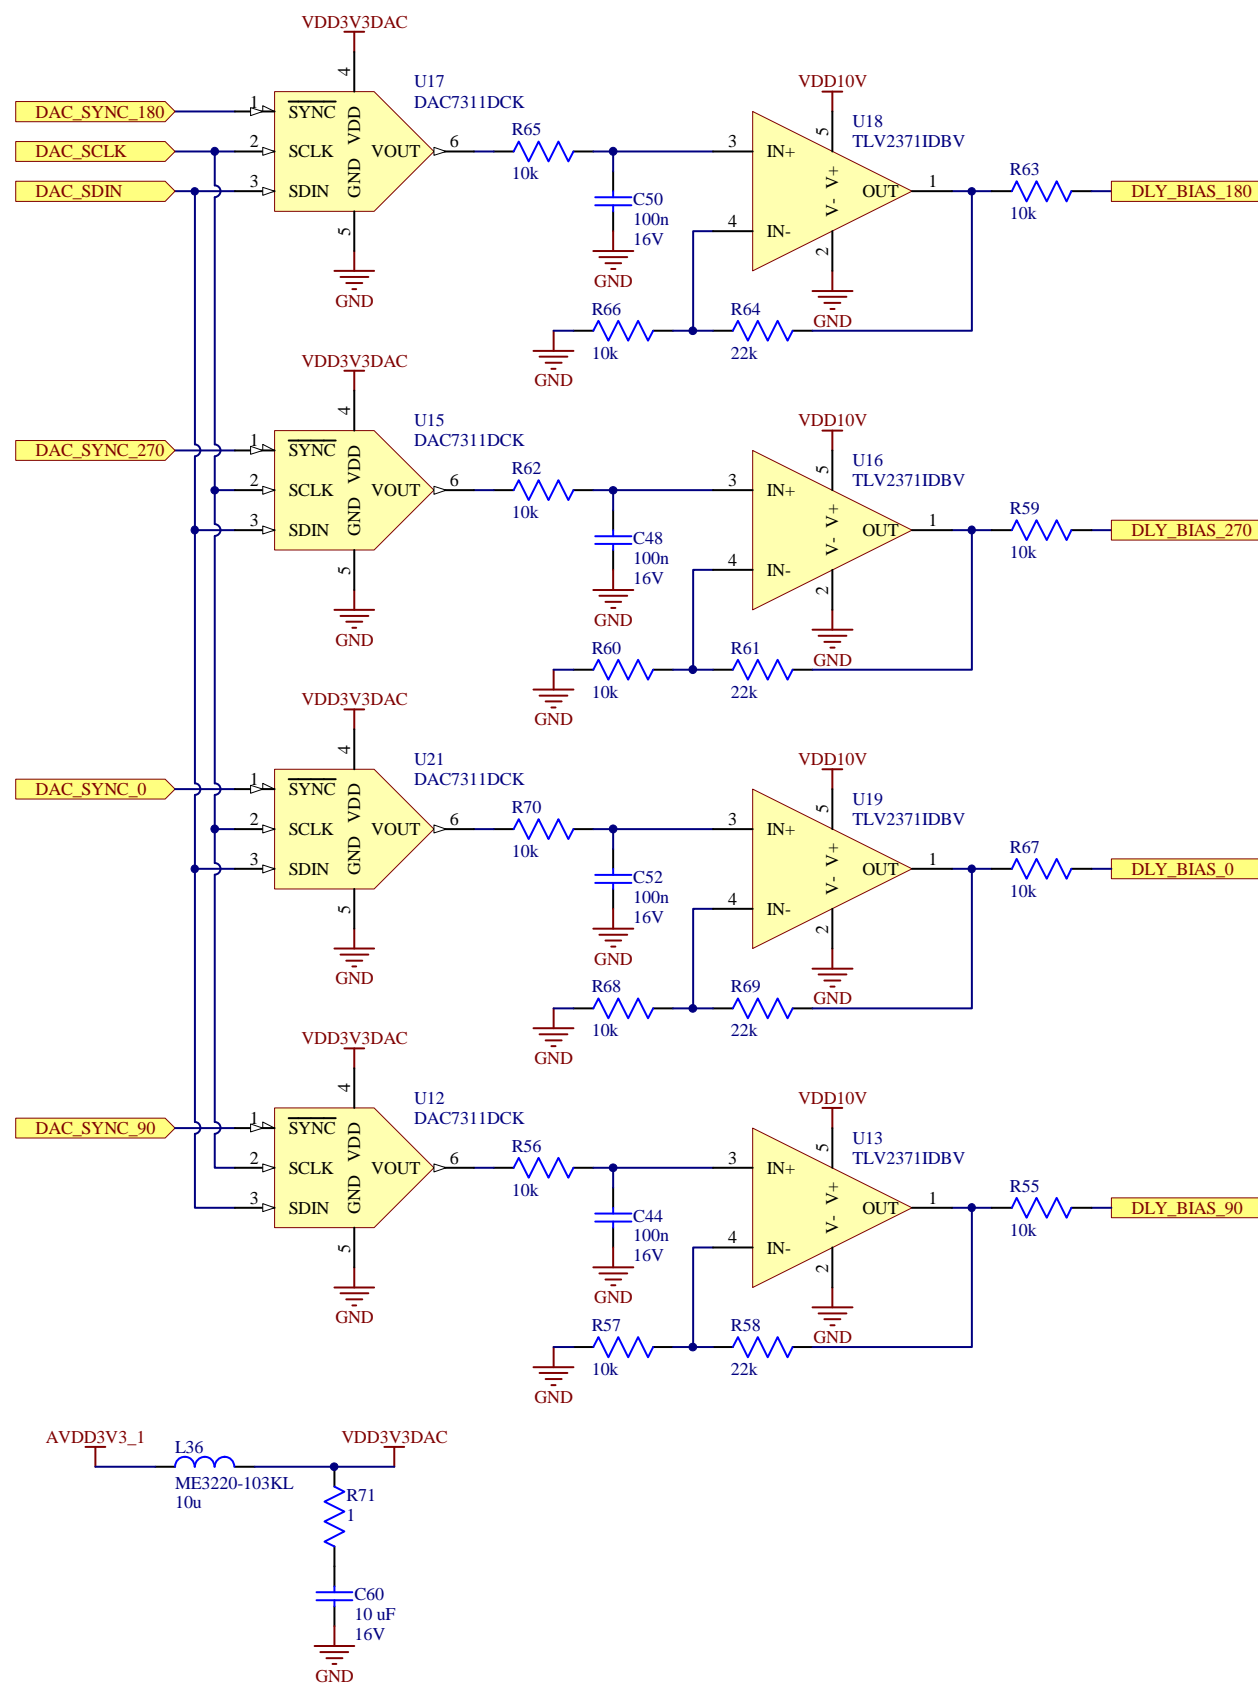 VDD3V3DAC
4
U17
DAC7311DCK
DAC_SYNC_180
1
SYNC
VDD
DAC_SCLK
2
SCLK
VOUT
6
DAC_SDIN
3
SDIN
GND
5
GND
R65
10k
C50
100n
16V
GND
VDD10V
5
U18
TLV2371IDBV
3
IN+
V+
OUT
1
V-
4
IN-
2
GND
R63
10k
DLY_BIAS_180
R66
10k
GND
R64
22k
VDD3V3DAC
4
U15
DAC7311DCK
DAC_SYNC_270
1
SYNC
VDD
2
SCLK
VOUT
6
3
SDIN
GND
5
GND
R62
10k
C48
100n
16V
GND
VDD10V
5
U16
TLV2371IDBV
3
IN+
V+
OUT
1
V-
4
IN-
2
GND
R59
10k
DLY_BIAS_270
R60
10k
GND
R61
22k
VDD3V3DAC
4
U21
DAC7311DCK
DAC_SYNC_0
1
SYNC
VDD
2
SCLK
VOUT
6
3
SDIN
GND
5
GND
R70
10k
C52
100n
16V
GND
VDD10V
5
U19
TLV2371IDBV
3
IN+
V+
OUT
1
V-
4
IN-
2
GND
R67
10k
DLY_BIAS_0
R68
10k
GND
R69
22k
VDD3V3DAC
4
U12
DAC7311DCK
DAC_SYNC_90
1
SYNC
VDD
2
SCLK
VOUT
6
3
SDIN
GND
5
GND
R56
10k
C44
100n
16V
GND
VDD10V
5
U13
TLV2371IDBV
3
IN+
V+
OUT
1
V-
4
IN-
2
GND
R55
10k
DLY_BIAS_90
R57
10k
GND
R58
22k
AVDD3V3_1
L36
ME3220-103KL
10u
VDD3V3DAC
R71
1
C60
10 uF
16V
GND